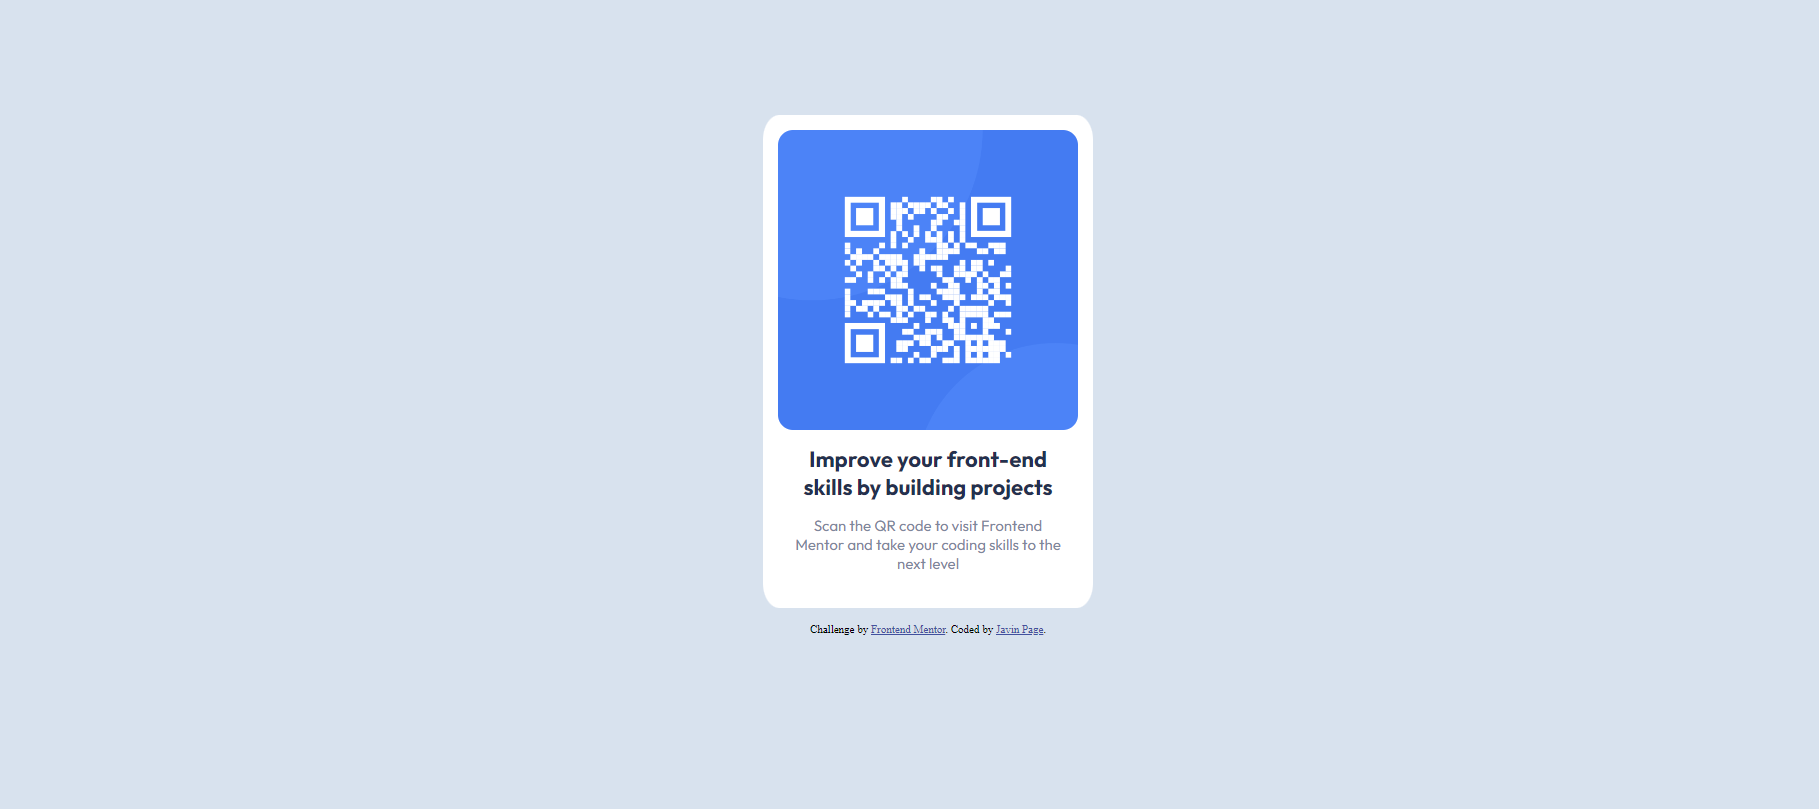 Improve your front-end
skills by building projects
Scan the QR code to visit Frontend
Mentor and take your coding skills to the
next level
Challenge by Frontend Mentor. Coded by Javin Page.